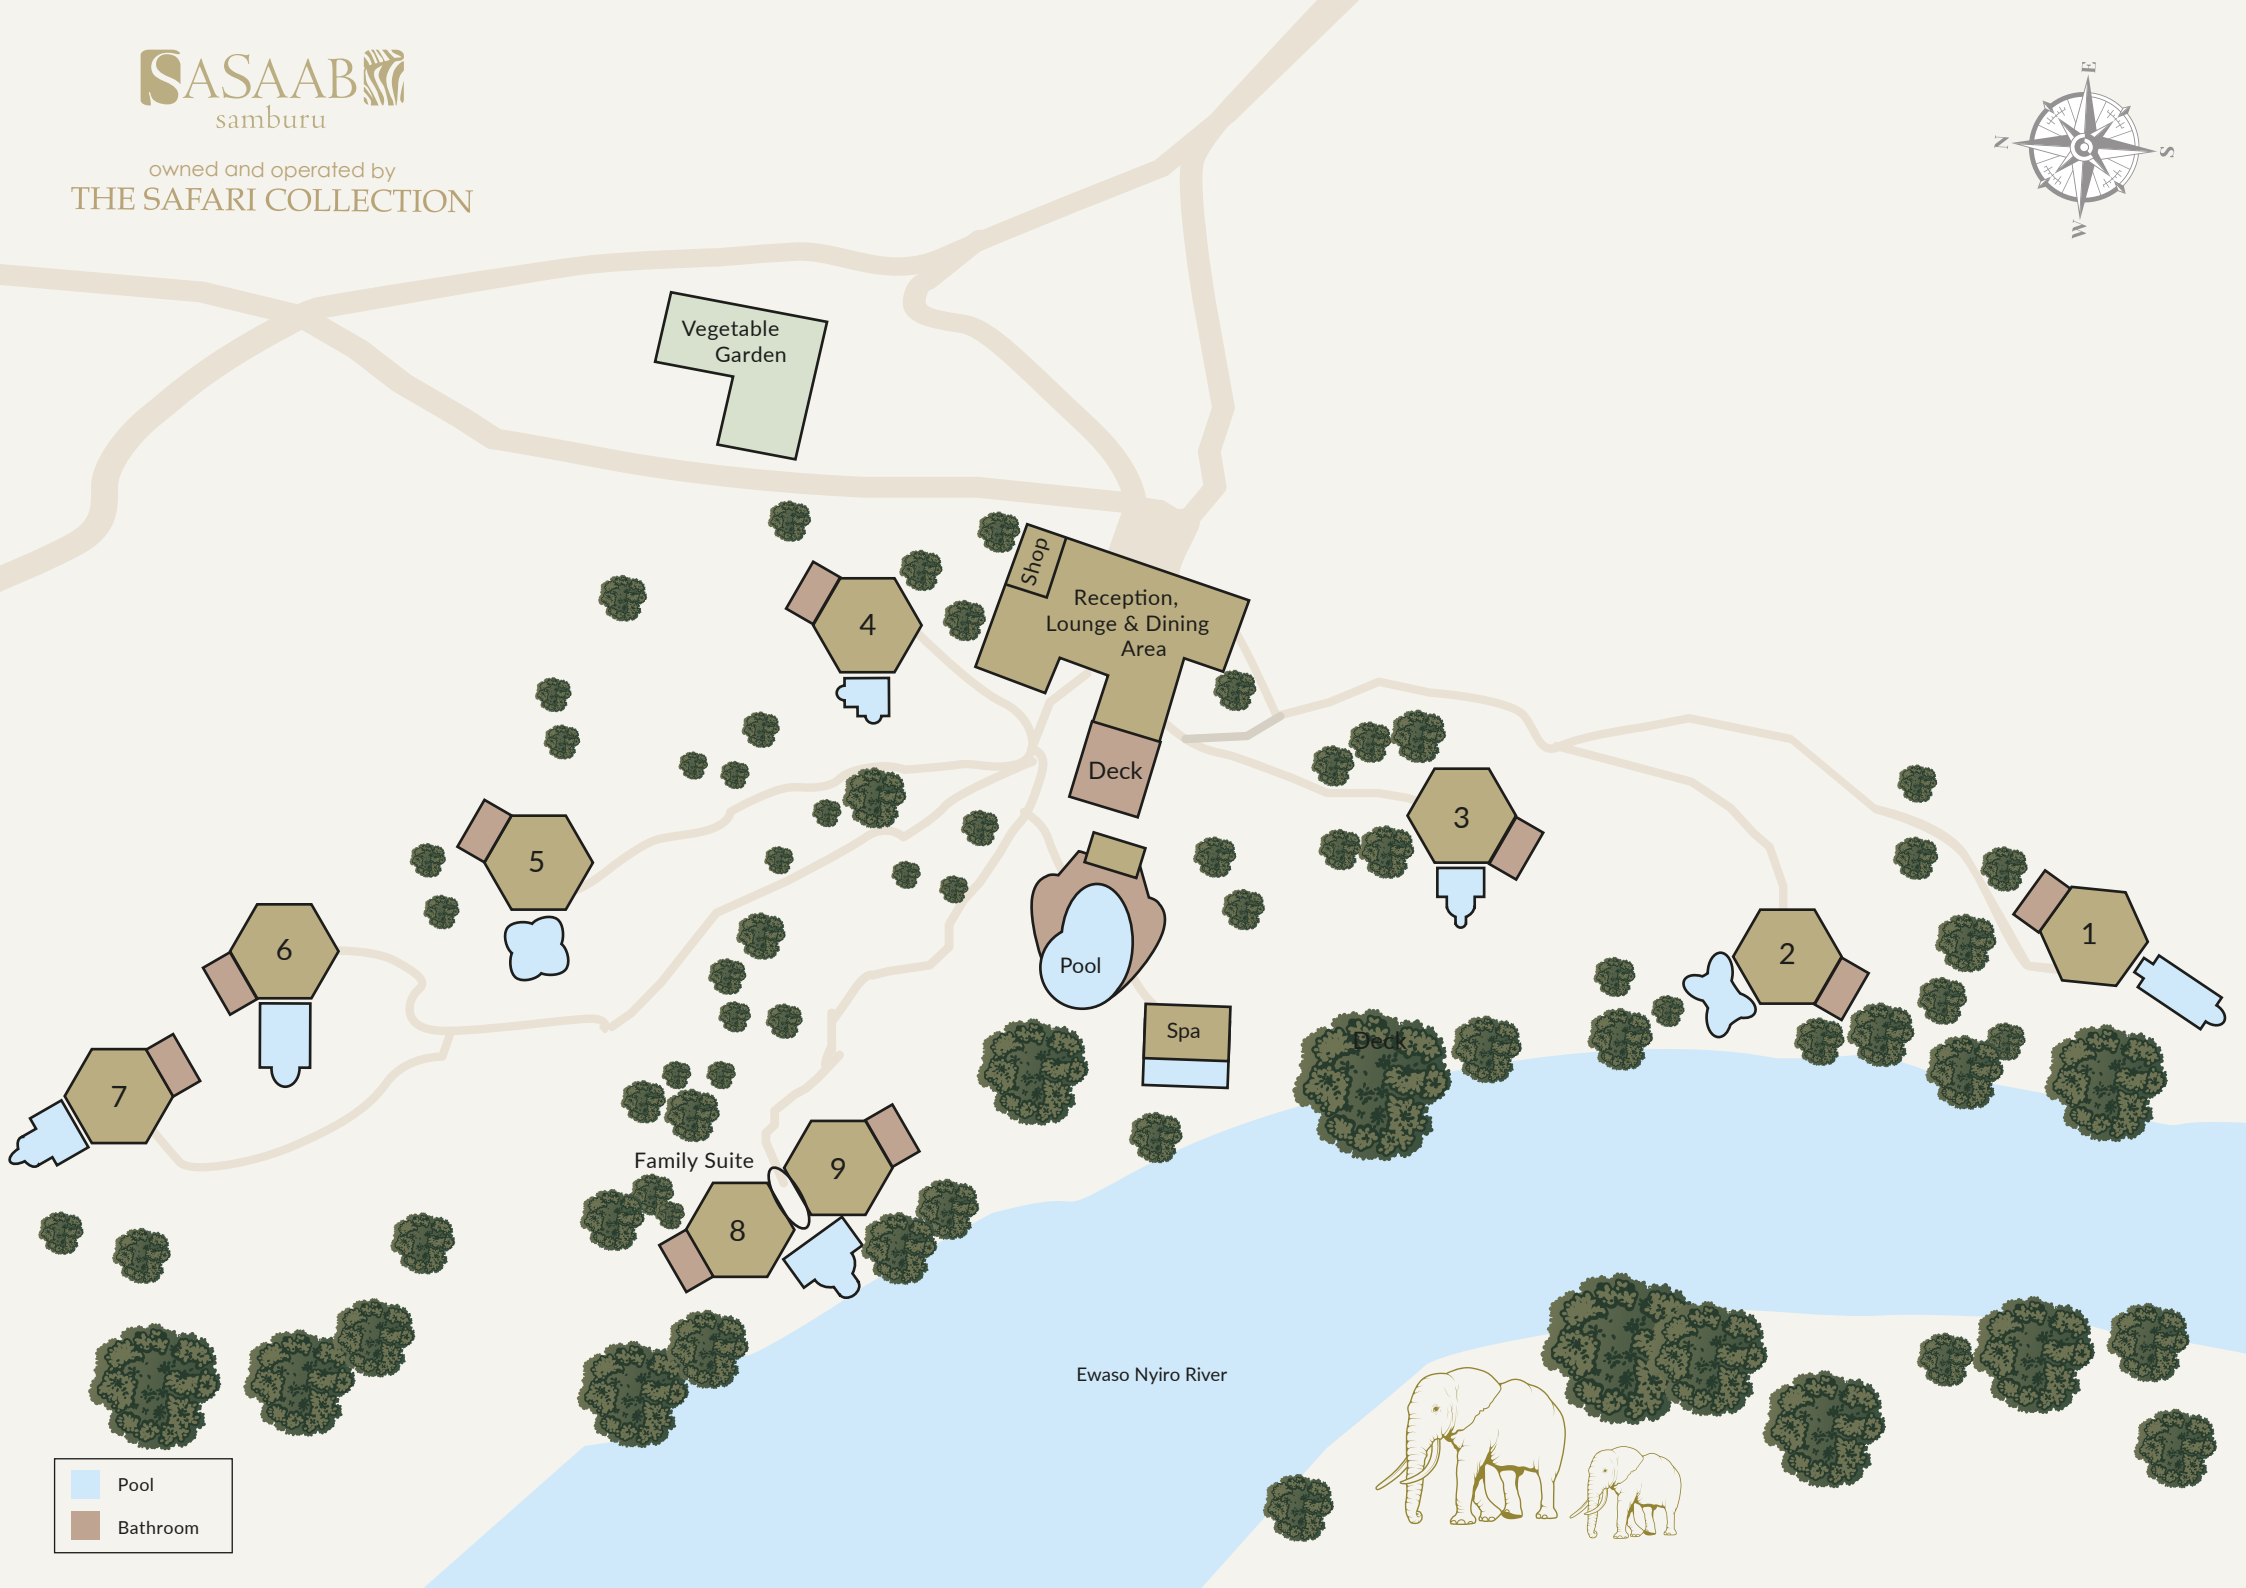 SASAAB
samburu
owned and operated by
THE SAFARI COLLECTION
E
N
S
W
Vegetable
Garden
Shop
Reception,
Lounge & Dining
Area
4
Deck
3
5
6
2
1
Pool
Spa
Deck
7
Family Suite
9
8
Ewaso Nyiro River
Pool
Bathroom